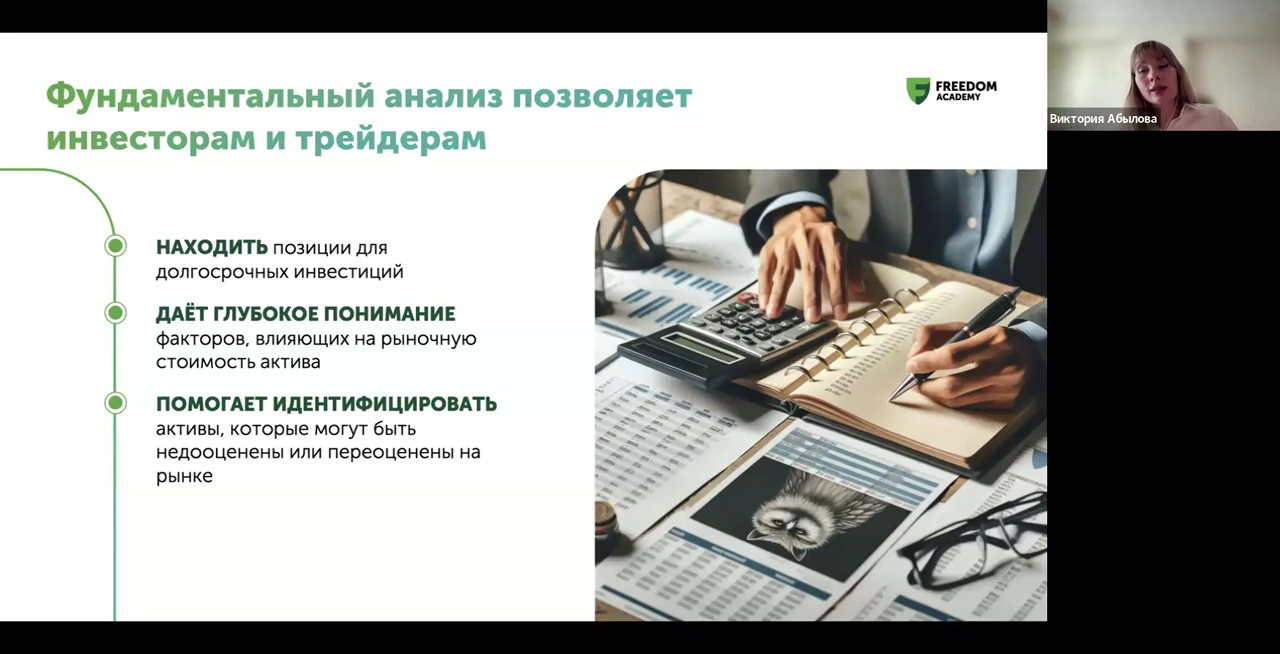 Фундаментальный анализ позволяет
инвесторам и трейдерам
FREEDOM
ACADEMY
Виктория Абылова
НАХОДИТЬ позиции для
долгосрочных инвестиций
ДАЁТ ГЛУБОКОЕ ПОНИМАНИЕ
факторов, влияющих на рыночную
стоимость актива
ПОМОГАЕТ ИДЕНТИФИЦИРОВАТЬ
активы, которые могут быть
недооценены или переоценены на
рынке